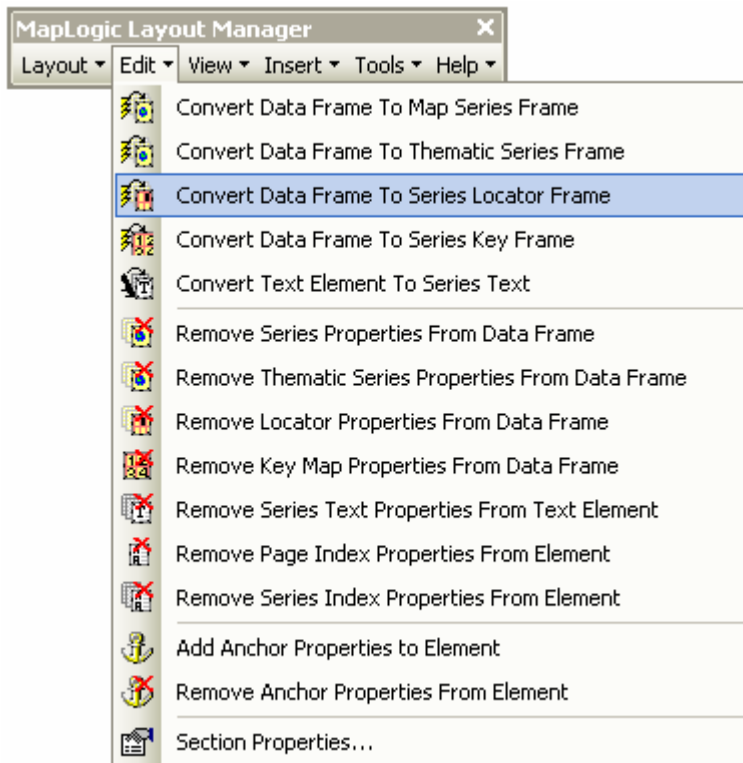 MapLogic Layout Manager
Layout Edit View Insert Tools Help
Convert Data Frame To Map Series Frame
Convert Data Frame To Thematic Series Frame
Convert Data Frame To Series Locator Frame
Convert Data Frame To Series Key Frame
Convert Text Element To Series Text
Remove Series Properties From Data Frame
Remove Thematic Series Properties From Data Frame
Remove Locator Properties From Data Frame
Remove Key Map Properties From Data Frame
Remove Series Text Properties From Text Element
Remove Page Index Properties From Element
Remove Series Index Properties From Element
Add Anchor Properties to Element
Remove Anchor Properties From Element
Section Properties...